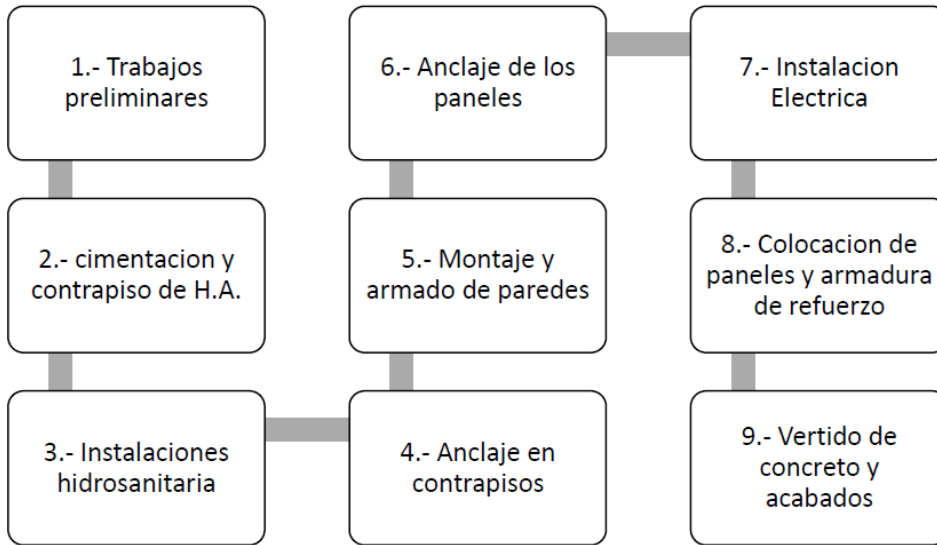 1.- Trabajos
preliminares
2.- cimentacion y
contrapiso de H.A.
3.- Instalaciones
hidrosanitaria
4.- Anclaje en
contrapisos
5.- Montaje y
armado de paredes
6.- Anclaje de los
paneles
7.- Instalacion
Electrica
8.- Colocacion de
paneles y armadura
de refuerzo
9.- Vertido de
concreto y
acabados